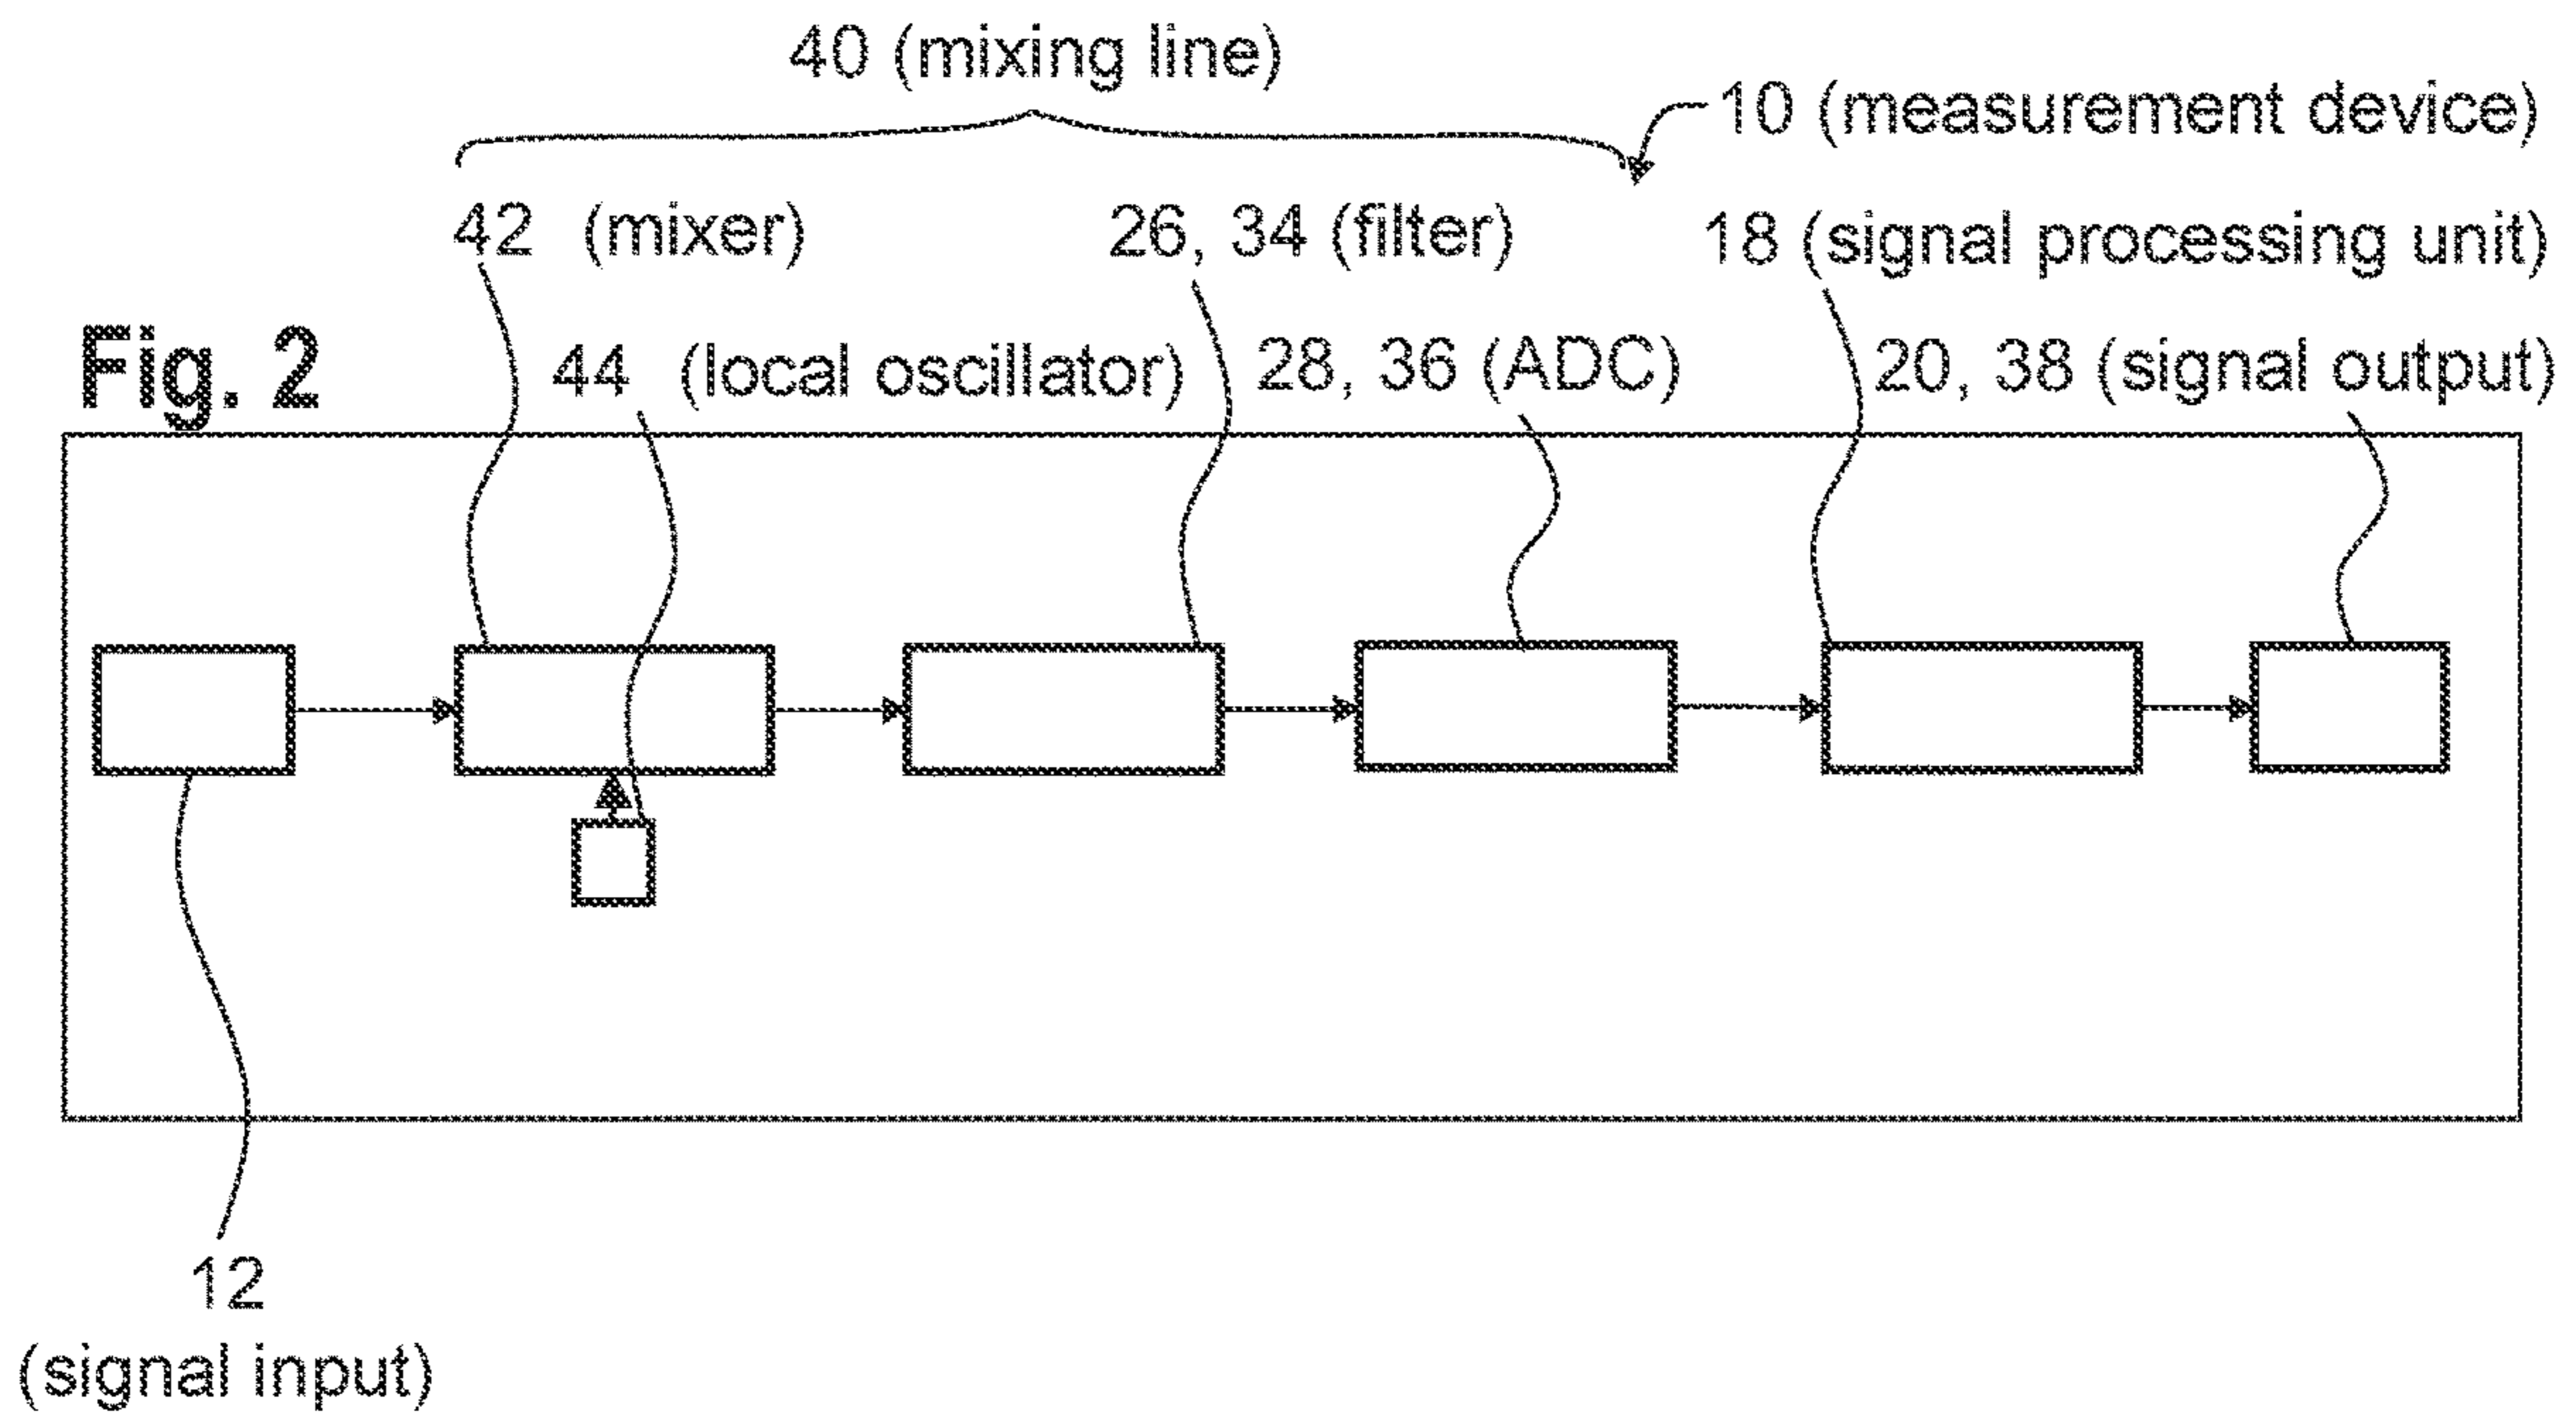 40 (mixing line)
10 (measurement device)
42 (mixer)
26, 34 (filter)
18 (signal processing unit)
Fig. 2
44 (local oscillator)
28, 36 (ADC)
20, 38 (signal output)
12
(signal input)